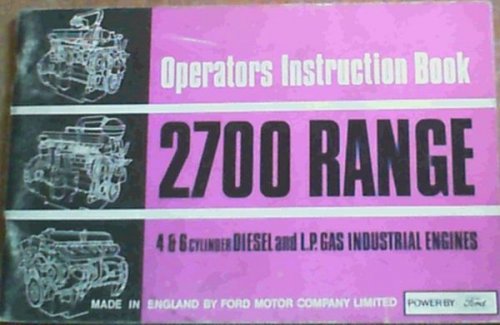 Operators Instruction Book
2700 RANGE
4 & 6 CYLINDER DIESEL and L.P. GAS INDUSTRIAL ENGINES
MADE IN ENGLAND BY FORD MOTOR COMPANY LIMITED
POWER BY Ford